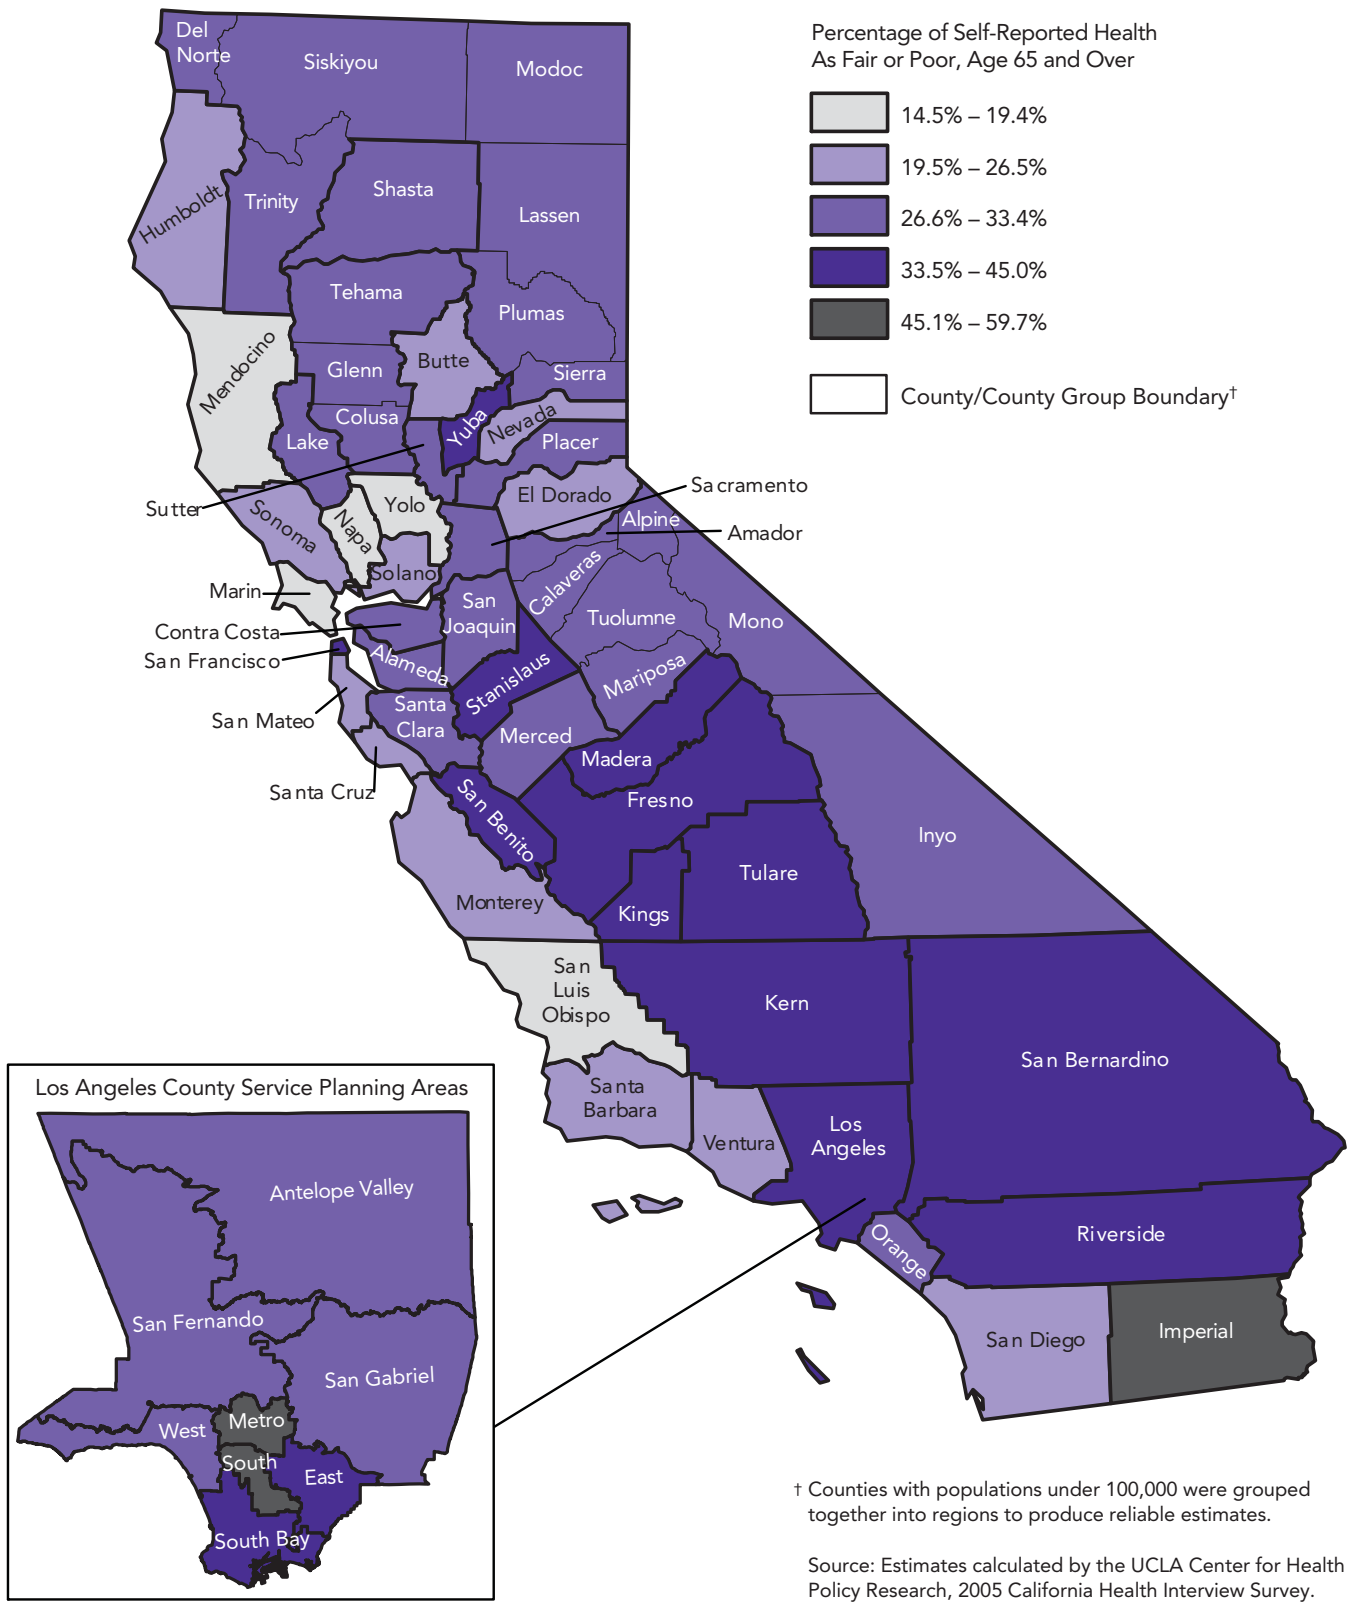 Percentage of Self-Reported Health
As Fair or Poor, Age 65 and Over
14.5% – 19.4%
19.5% – 26.5%
26.6% – 33.4%
33.5% – 45.0%
45.1% – 59.7%
County/County Group Boundary†
Del
Norte
Siskiyou
Modoc
Humboldt
Trinity
Shasta
Lassen
Tehama
Plumas
Mendocino
Glenn
Butte
Sierra
Colusa
Lake
Yuba
Nevada
Placer
Sutter
Sonoma
Napa
Yolo
El Dorado
Sacramento
Alpine
Amador
Solano
Marin
Calaveras
San
Joaquin
Tuolumne
Mono
Contra Costa
San Francisco
Alameda
Stanislaus
Mariposa
San Mateo
Santa
Clara
Merced
Madera
Santa Cruz
San Benito
Fresno
Inyo
Tulare
Monterey
Kings
San
Luis
Obispo
Kern
San Bernardino
Santa
Barbara
Ventura
Los
Angeles
Orange
Riverside
San Diego
Imperial
Los Angeles County Service Planning Areas
Antelope Valley
San Fernando
San Gabriel
West
Metro
South
East
South Bay
† Counties with populations under 100,000 were grouped
together into regions to produce reliable estimates.
Source: Estimates calculated by the UCLA Center for Health
Policy Research, 2005 California Health Interview Survey.